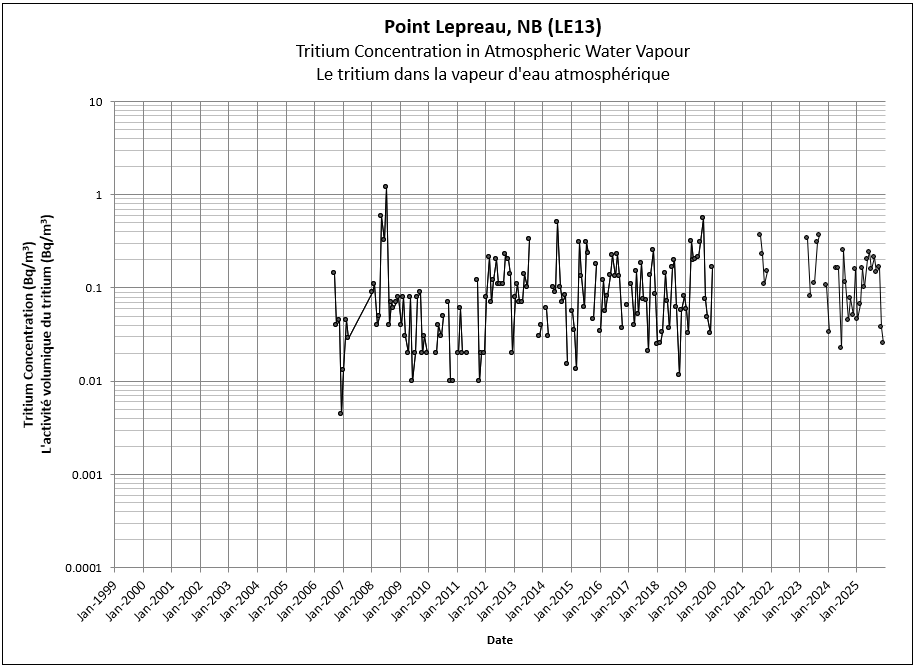 Point Lepreau, NB (LE13)
Tritium Concentration in Atmospheric Water Vapour
Le tritium dans la vapeur d'eau atmosphérique
Tritium Concentration (Bq/m³)
L'activité volumique du tritium (Bq/m³)
10
1
0.1
0.01
0.001
0.0001
Jan-1999
Jan-2000
Jan-2001
Jan-2002
Jan-2003
Jan-2004
Jan-2005
Jan-2006
Jan-2007
Jan-2008
Jan-2009
Jan-2010
Jan-2011
Jan-2012
Jan-2013
Jan-2014
Jan-2015
Jan-2016
Jan-2017
Jan-2018
Jan-2019
Jan-2020
Jan-2021
Jan-2022
Jan-2023
Jan-2024
Jan-2025
Date